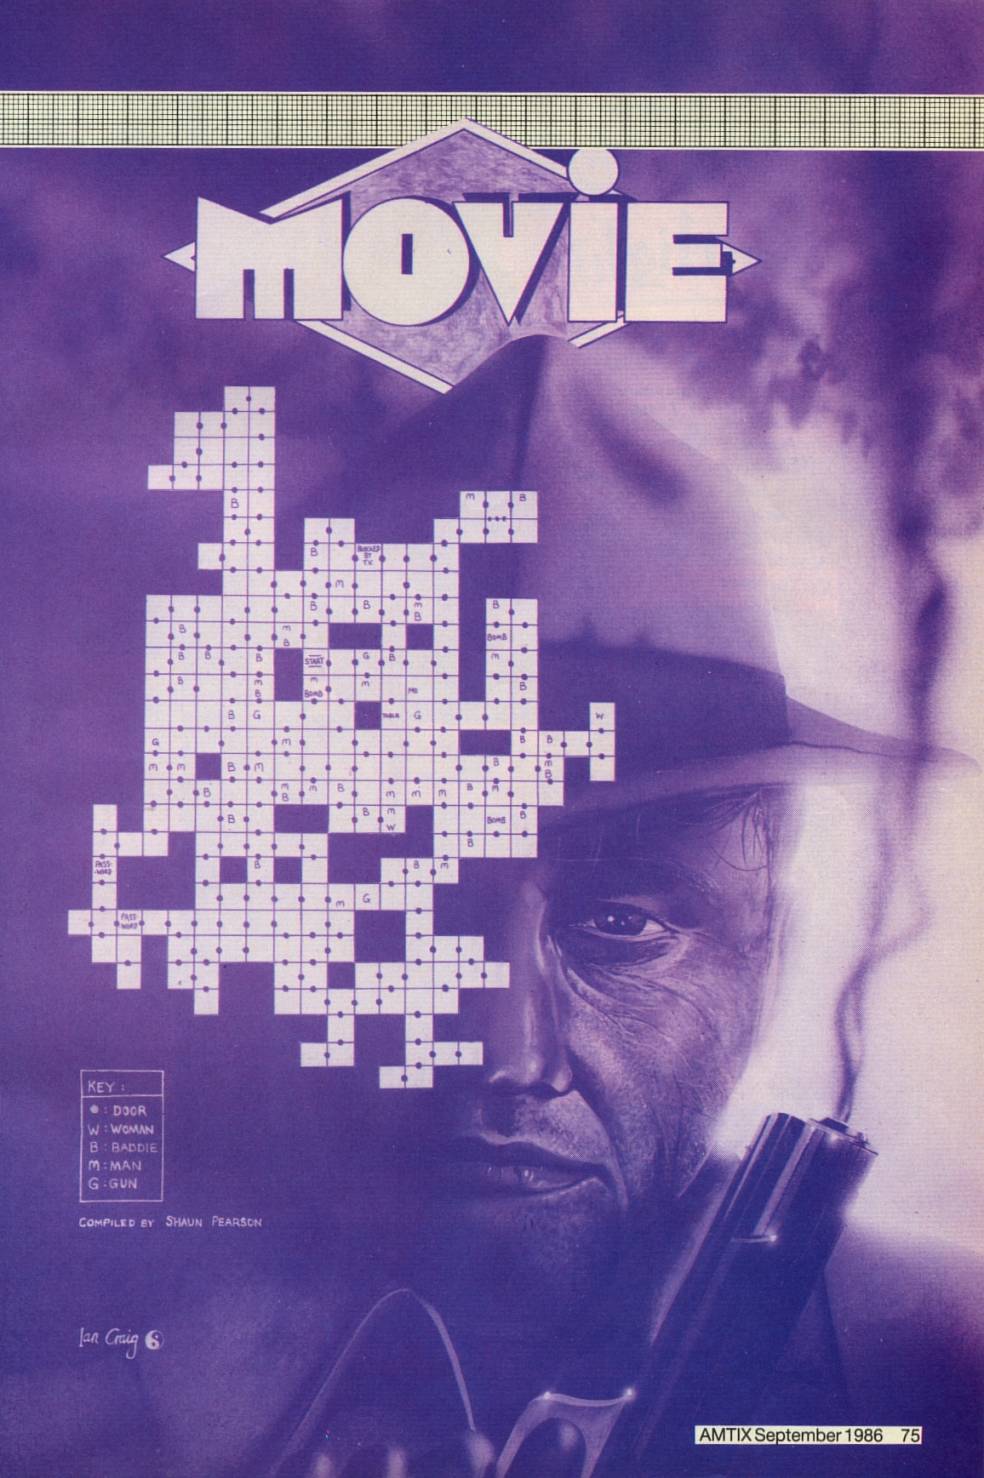 MOViE
M B
B BLOCKED
BY
T.V.
M
B B M
B B
BOMB
B M
B
B B B START G B M
B M
B
M
BOMB
M MB B
B G TABLE G W
G M B B
M M B M B M
B
B M
B
M B M M M B M
B B M
W
BOMB B
B
PASS-
-WORD
B B M
M G
PASS
WORD
KEY :
● : DOOR
W : WOMAN
B : BADDIE
M : MAN
G : GUN
COMPILED BY SHAUN PEARSON
Ian Craig
AMTIX September 1986 75